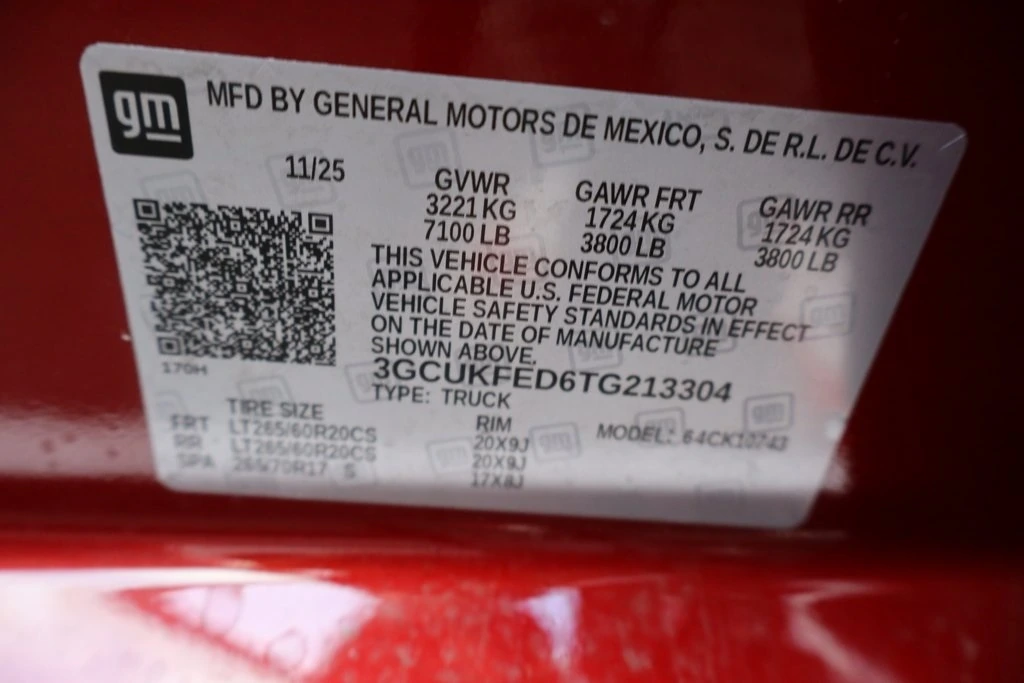 gm
MFD BY GENERAL MOTORS DE MEXICO, S. DE R.L. DE C.V.
11/25
GVWR GAWR FRT GAWR RR
3221 KG 1724 KG 1724 KG
7100 LB 3800 LB 3800 LB
THIS VEHICLE CONFORMS TO ALL
APPLICABLE U.S. FEDERAL MOTOR
VEHICLE SAFETY STANDARDS IN EFFECT
ON THE DATE OF MANUFACTURE
SHOWN ABOVE.
170H
3GCUKFED6TG213304
TYPE: TRUCK
TIRE SIZE RIM MODEL: 64CK10743
FRT LT265/60R20CS 20X9J
RR LT265/60R20CS 20X9J
SPA 265/70R17 S 17X8J